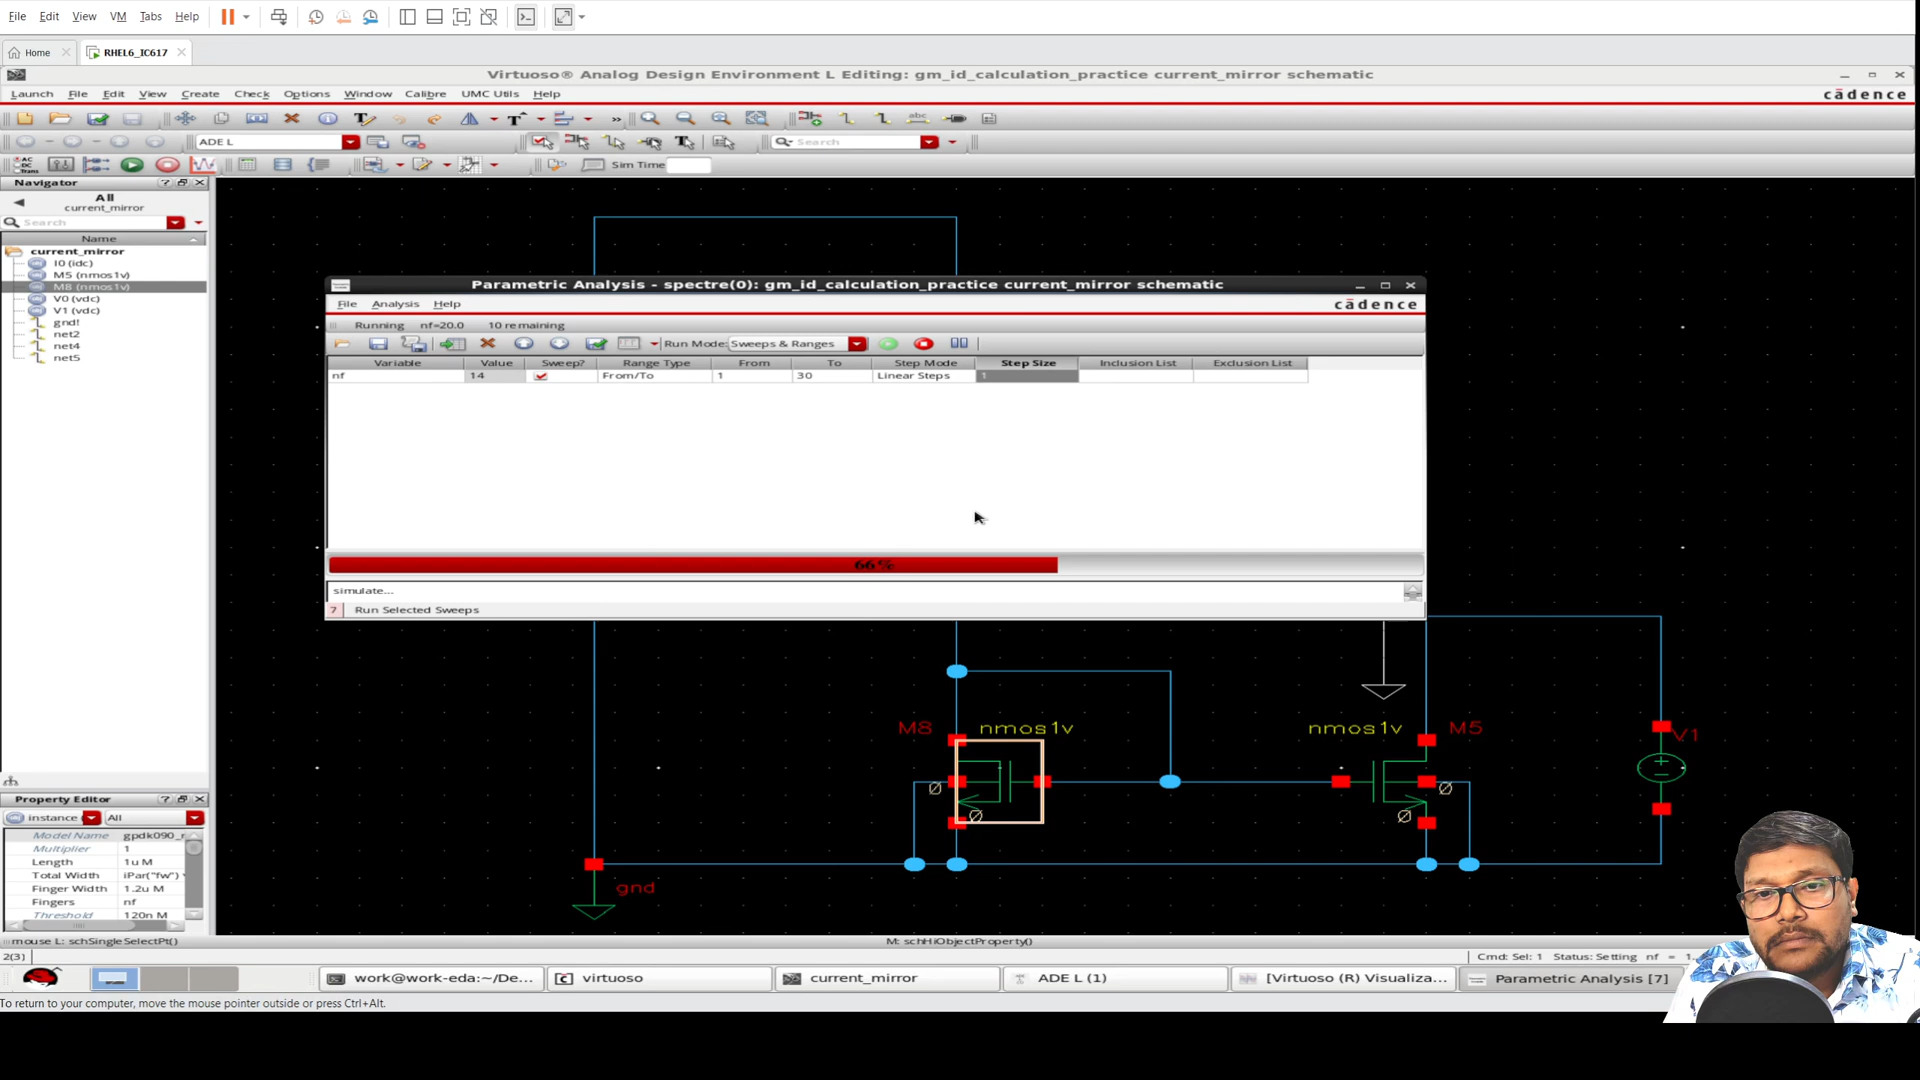 File Edit View VM Tabs Help
Home RHEL6_IC617
Virtuoso® Analog Design Environment L Editing: gm_id_calculation_practice current_mirror schematic
Launch File Edit View Create Check Options Window Calibre UMC Utils Help cādence
ADE L Search
Sim Time
Navigator
All
current_mirror
Search
Name
current_mirror
I0 (idc)
M5 (nmos1v)
M8 (nmos1v)
V0 (vdc)
V1 (vdc)
gnd!
net2
net4
net5
Parametric Analysis - spectre(0): gm_id_calculation_practice current_mirror schematic
File Analysis Help cādence
Running nf=20.0 10 remaining
Run Mode: Sweeps & Ranges
Variable Value Sweep? Range Type From To Step Mode Step Size Inclusion List Exclusion List
nf 14 From/To 1 30 Linear Steps 1
66%
simulate...
7 Run Selected Sweeps
M8 nmos1v nmos1v M5 V1
gnd
Property Editor
instance All
Model Name gpdk090_
Multiplier 1
Length 1u M
Total Width iPar("fw")
Finger Width 1.2u M
Fingers nf
Threshold 120n M
mouse L: schSingleSelectPt() M: schHiObjectProperty()
2(3) Cmd: Sel: 1 Status: Setting nf = 1
work@work-eda:~/De... virtuoso current_mirror ADE L (1) [Virtuoso (R) Visualiza... Parametric Analysis [7]
To return to your computer, move the mouse pointer outside or press Ctrl+Alt.